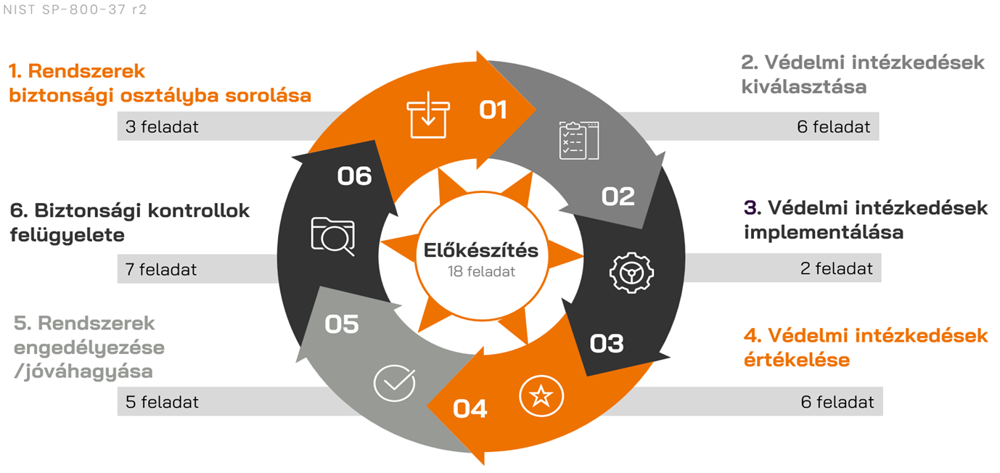 NIST SP-800-37 r2
1. Rendszerek
biztonsági osztályba sorolása
3 feladat
2. Védelmi intézkedések
kiválasztása
6 feladat
3. Védelmi intézkedések
implementálása
2 feladat
4. Védelmi intézkedések
értékelése
6 feladat
5. Rendszerek
engedélyezése
/jóváhagyása
5 feladat
6. Biztonsági kontrollok
felügyelete
7 feladat
01
02
03
04
05
06
Előkészítés
18 feladat